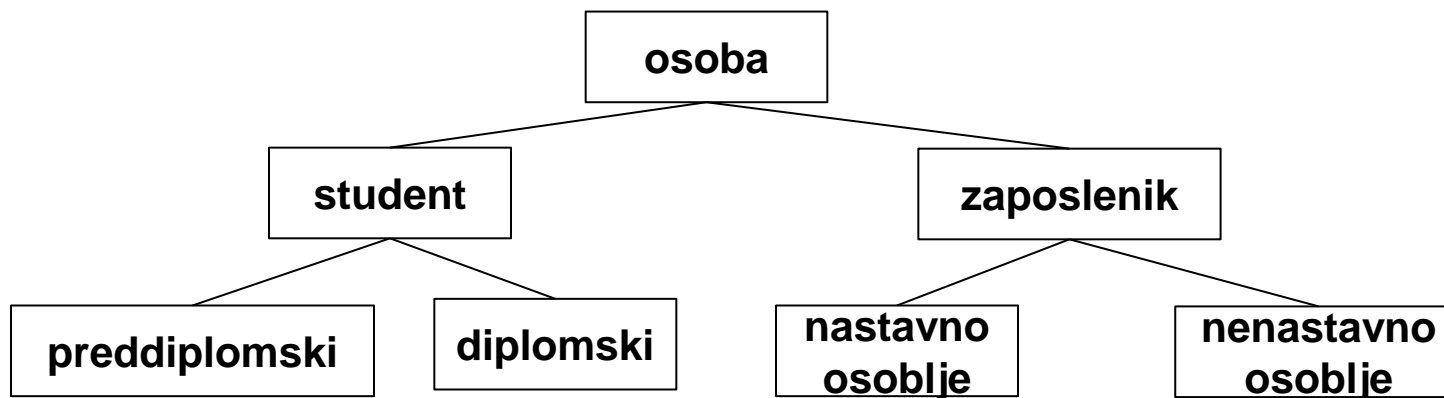 osoba
student
zaposlenik
preddiplomski
diplomski
nastavno
osoblje
nenastavno
osoblje